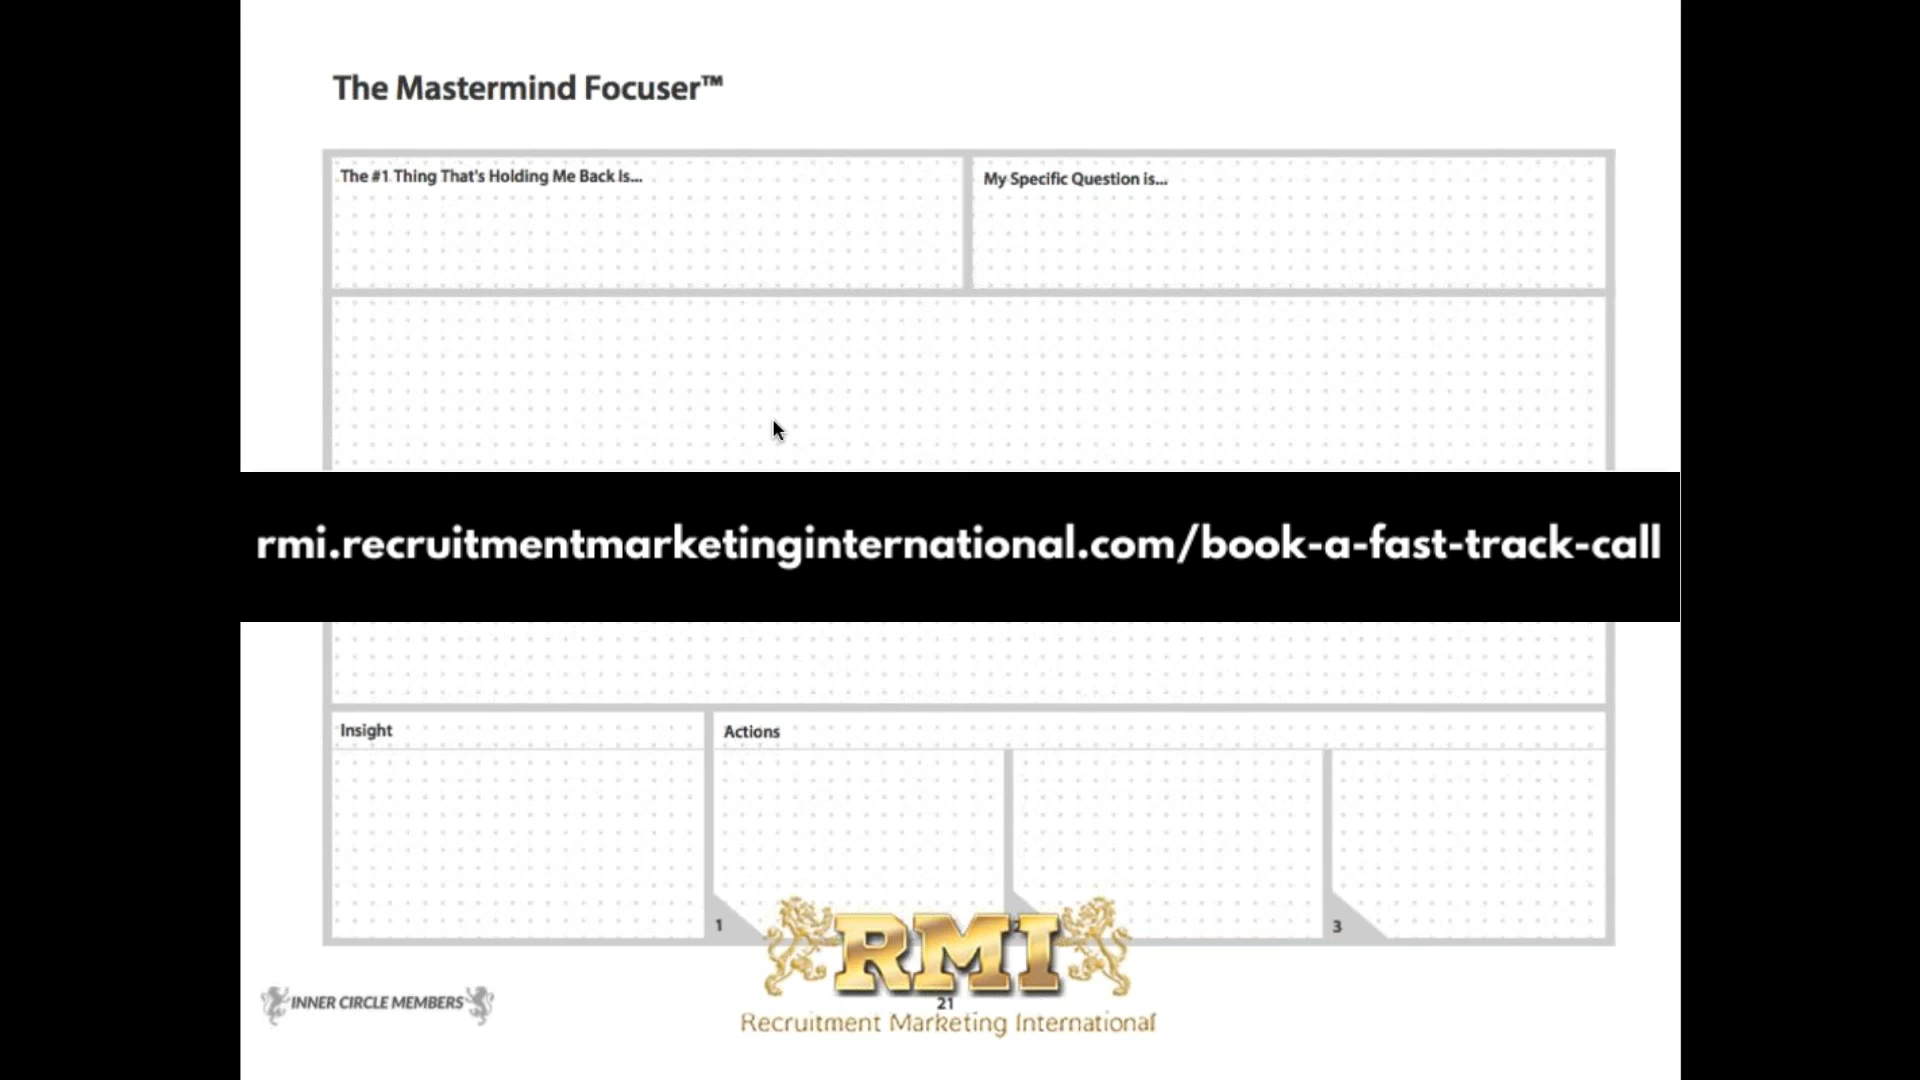 The Mastermind Focuser™
The #1 Thing That's Holding Me Back Is...
My Specific Question is...
rmi.recruitmentmarketinginternational.com/book-a-fast-track-call
Insight
Actions
1
2
3
RMI
INNER CIRCLE MEMBERS
21
Recruitment Marketing International